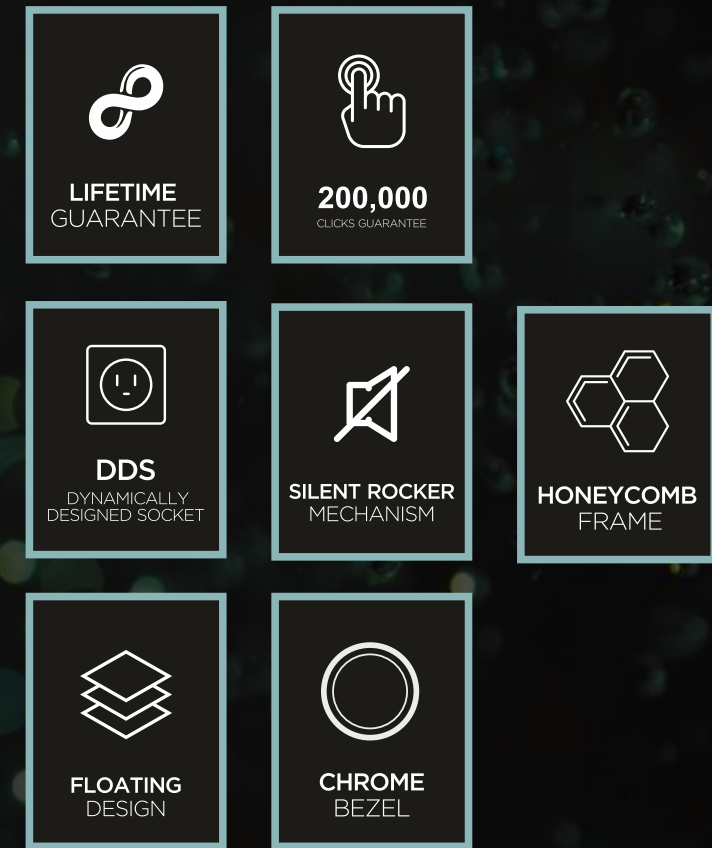 LIFETIME
GUARANTEE
200,000
CLICKS GUARANTEE
DDS
DYNAMICALLY
DESIGNED SOCKET
SILENT ROCKER
MECHANISM
HONEYCOMB
FRAME
FLOATING
DESIGN
CHROME
BEZEL